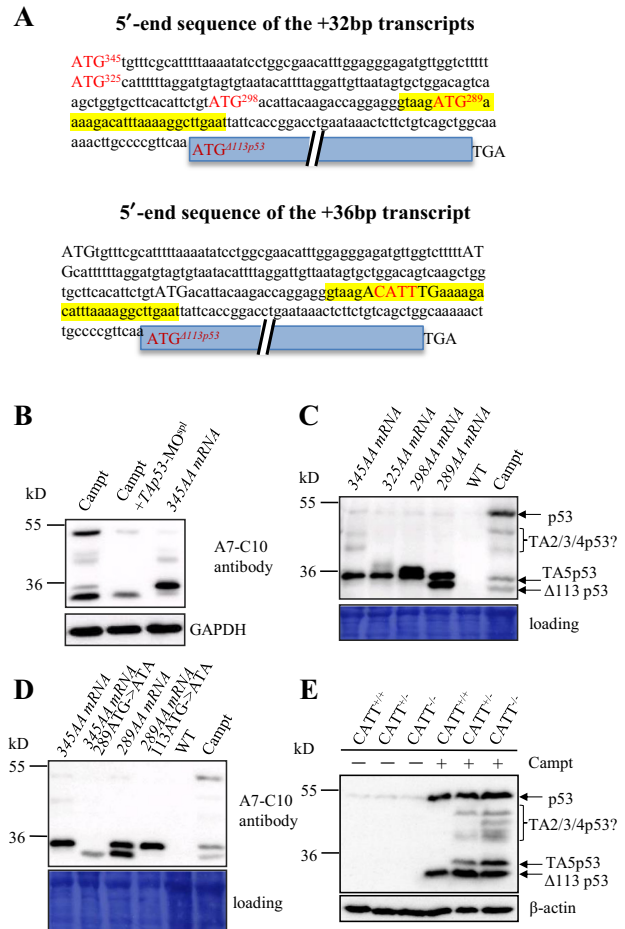 A
5′-end sequence of the +32bp transcripts
ATG345tgtttcgcatttttaaaatatcctggcgaacatttggagggagatgttggtcttttt
ATG325catttttttaggatgtagtgtaatacattttaggattgttaatagtgctggacagtca
agctggtgcttcacattctgtATG298acattacaagaccaggagggtaagATG289a
aaagacatttaaaaggcttgaattattcaccggacctgaataaactcttctgtcagctggcaa
aaacttgccccgttcaa
ATGΔ113p53
TGA
5′-end sequence of the +36bp transcript
ATGtgtttcgcatttttaaaatatcctggcgaacatttggagggagatgttggtctttttAT
Gcatttttttaggatgtagtgtaatacattttaggattgttaatagtgctggacagtcaagctgg
tgcttcacattctgtATGacattacaagaccaggagggtaagACATTTGaaaaga
catttaaaaggcttgaattattcaccggacctgaataaactcttctgtcagctggcaaaaact
tgccccgttcaa
ATGΔ113p53
TGA
B
Campt
Campt
+TAp53-MOspl
345AA mRNA
kD
55
36
A7-C10
antibody
GAPDH
C
345AA mRNA
325AA mRNA
298AA mRNA
289AA mRNA
WT
Campt
kD
55
36
p53
TA2/3/4p53?
TA5p53
Δ113 p53
loading
D
345AA mRNA
345AA mRNA
289ATG->ATA
289AA mRNA
289AA mRNA
113ATG->ATA
WT
Campt
kD
55
36
A7-C10
antibody
loading
E
CATT+/+
CATT+/-
CATT-/-
CATT+/+
CATT+/-
CATT-/-
kD
— — — + + + Campt
55
36
p53
TA2/3/4p53?
TA5p53
Δ113 p53
β-actin